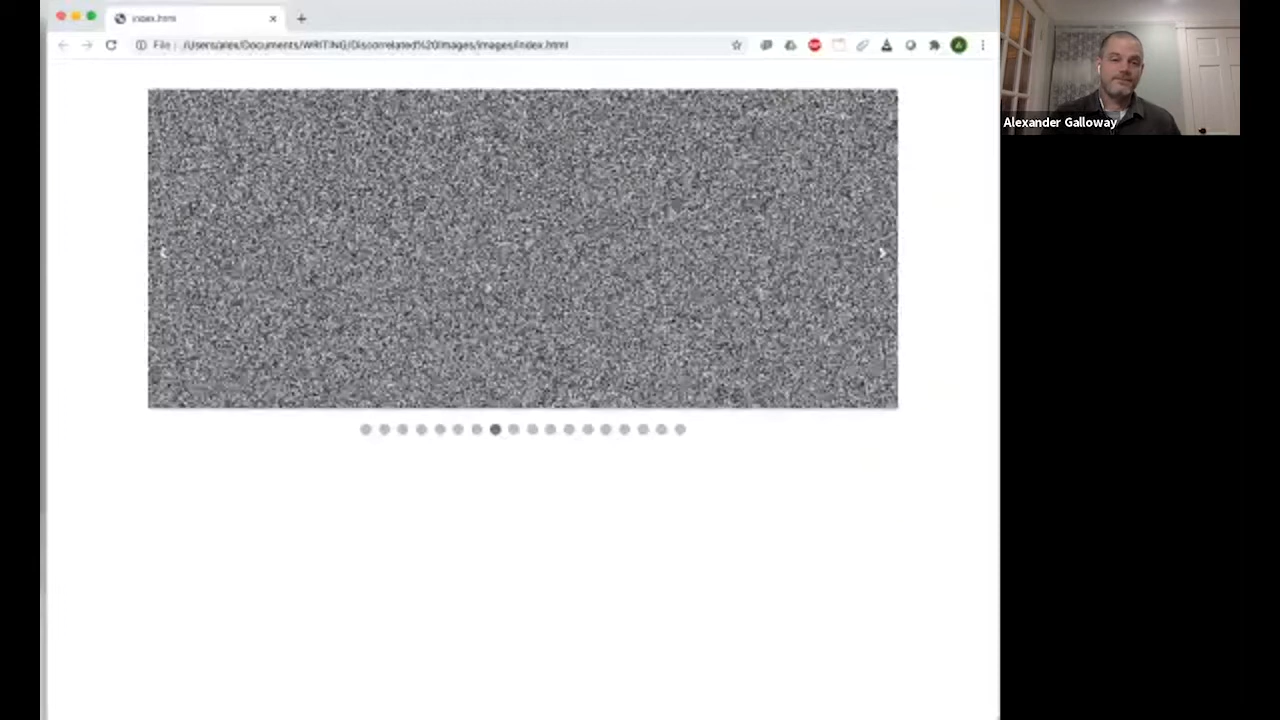 index.html
File | /Users/alex/Documents/WRITING/Discorrelated%20Images/images/index.html
Alexander Galloway